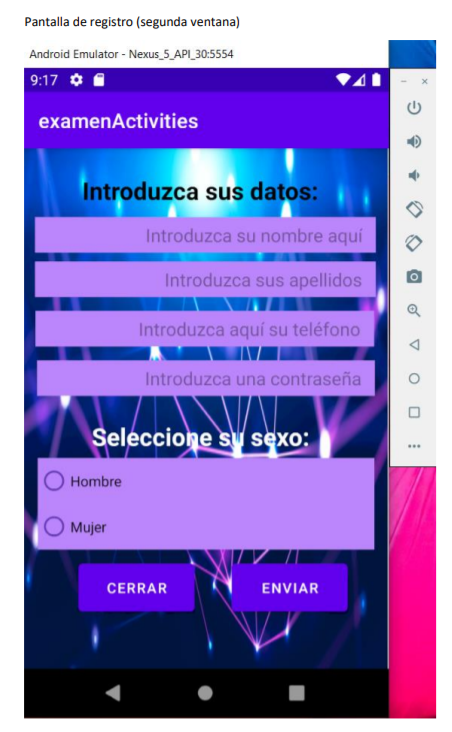 Pantalla de registro (segunda ventana)
Android Emulator - Nexus_5_API_30:5554
9:17
examenActivities
Introduzca sus datos:
Introduzca su nombre aquí
Introduzca sus apellidos
Introduzca aquí su teléfono
Introduzca una contraseña
Seleccione su sexo:
Hombre
Mujer
CERRAR ENVIAR